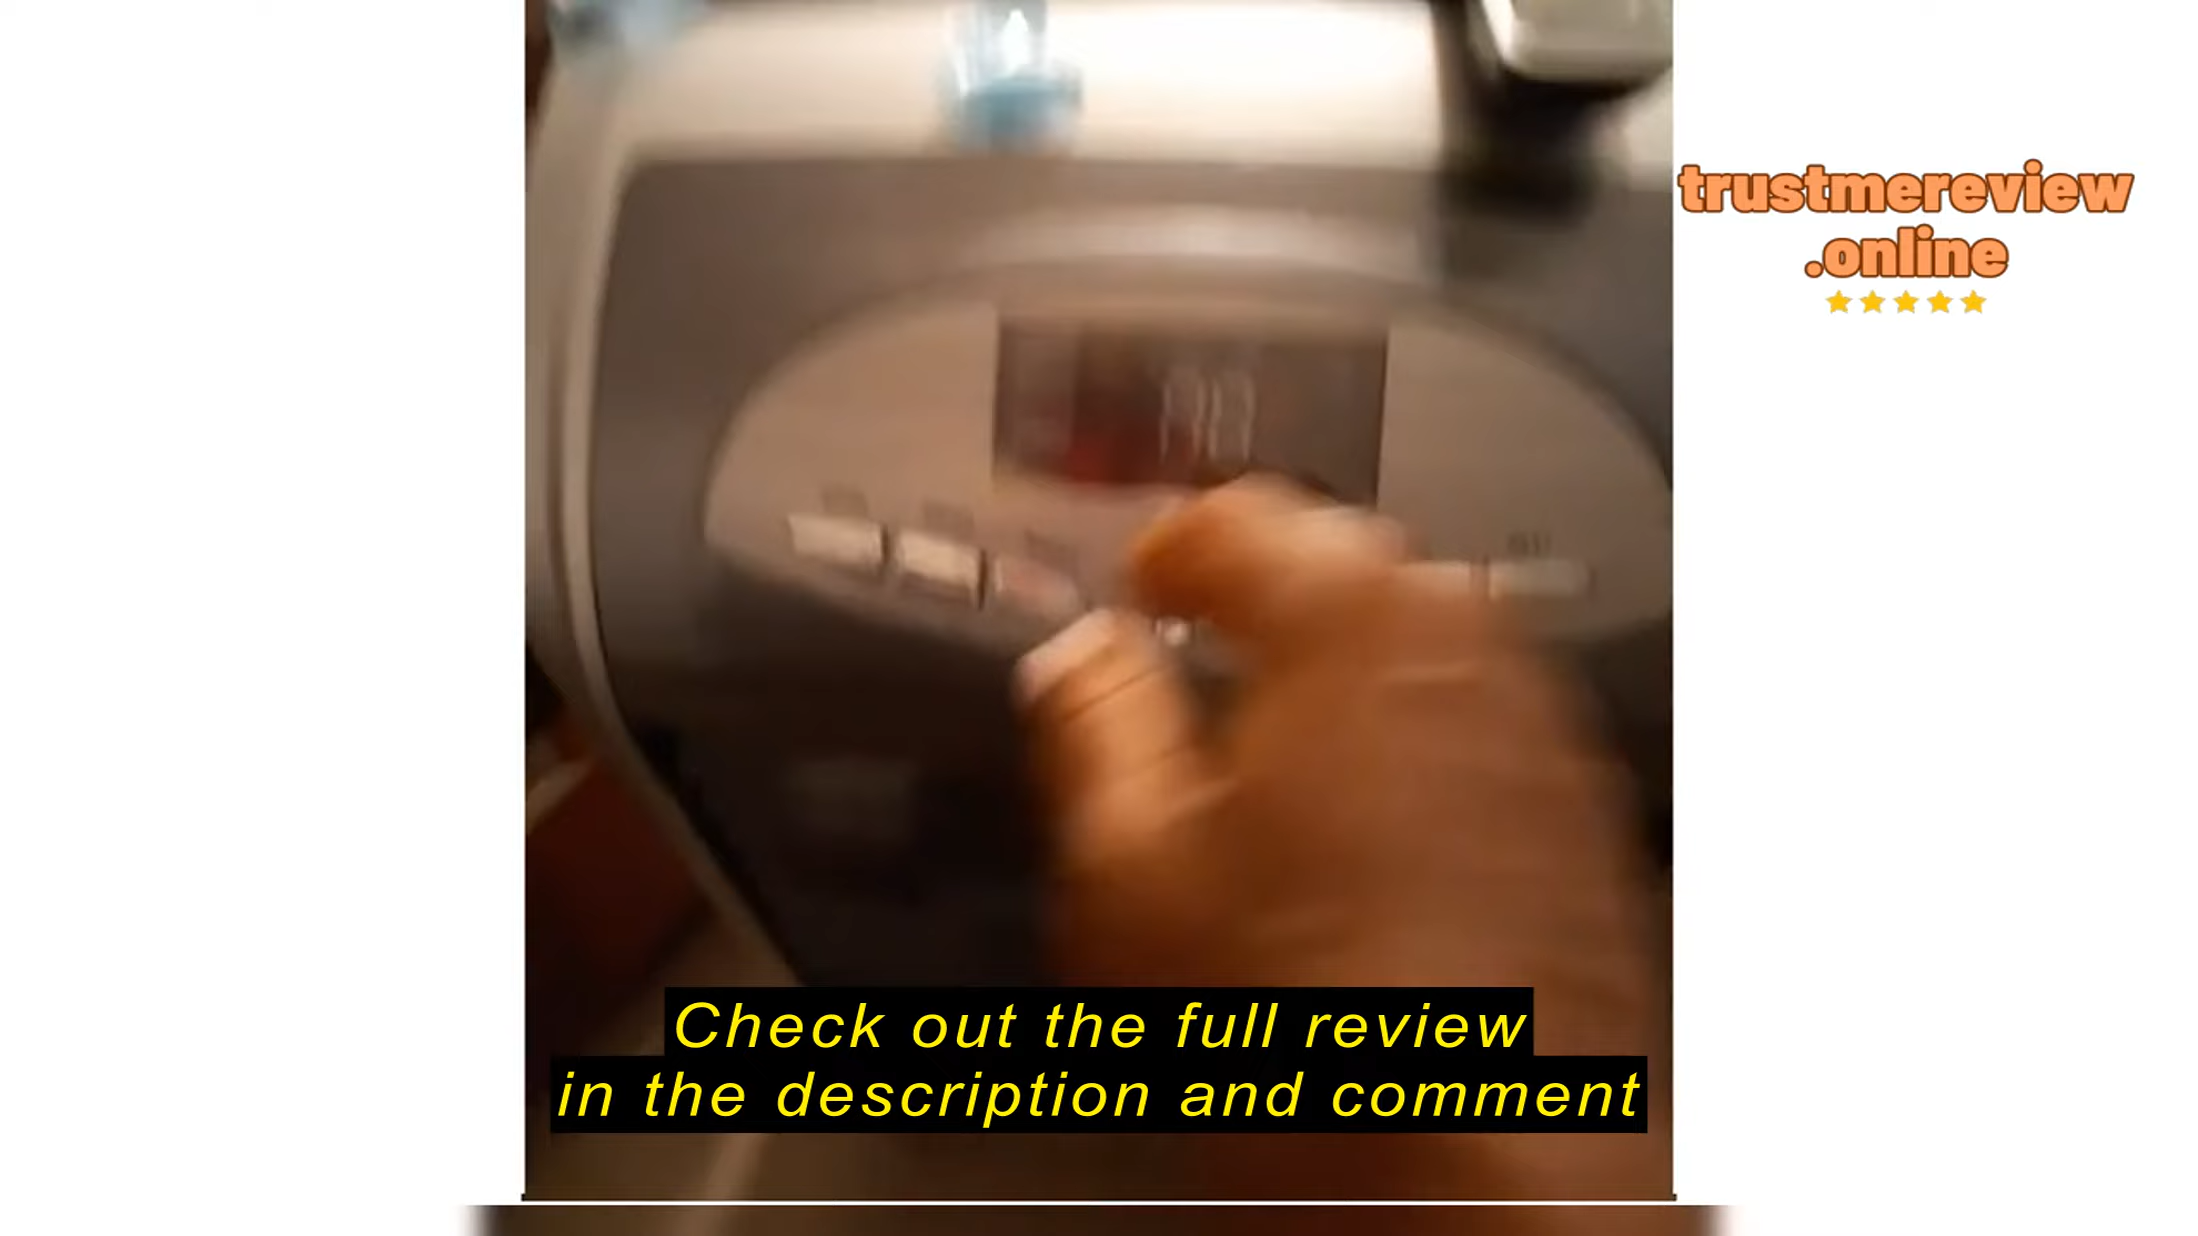 trustmereview
.online
Check out the full review
in the description and comment